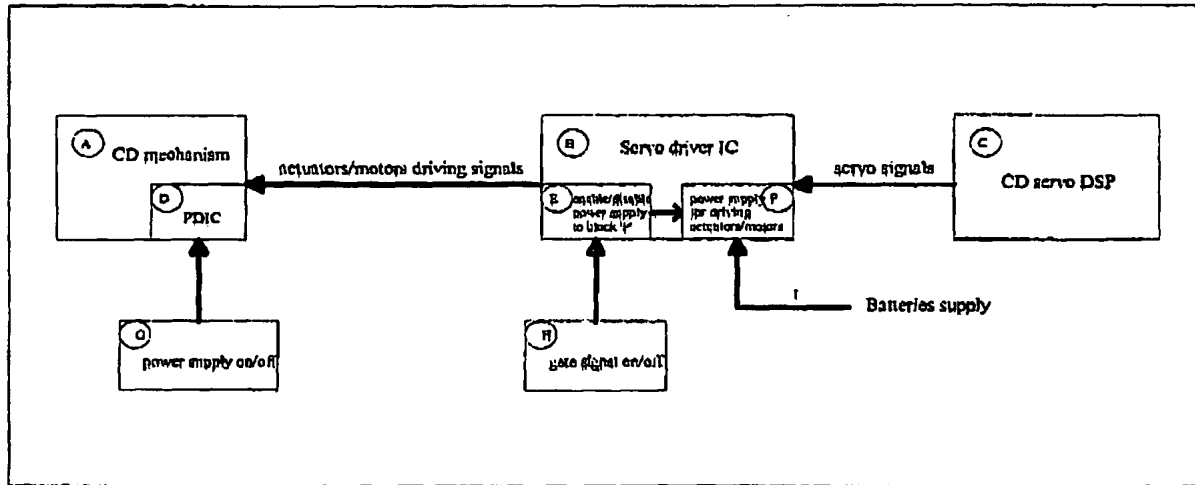 A
CD mechanism
D
PDIC
actuators/motors driving signals
B
Servo driver IC
E
enable/disable
power supply
to block 'F'
power supply
for driving
actuators/motors
F
servo signals
C
CD servo DSP
G
power supply on/off
H
gate signal on/off
Batteries supply